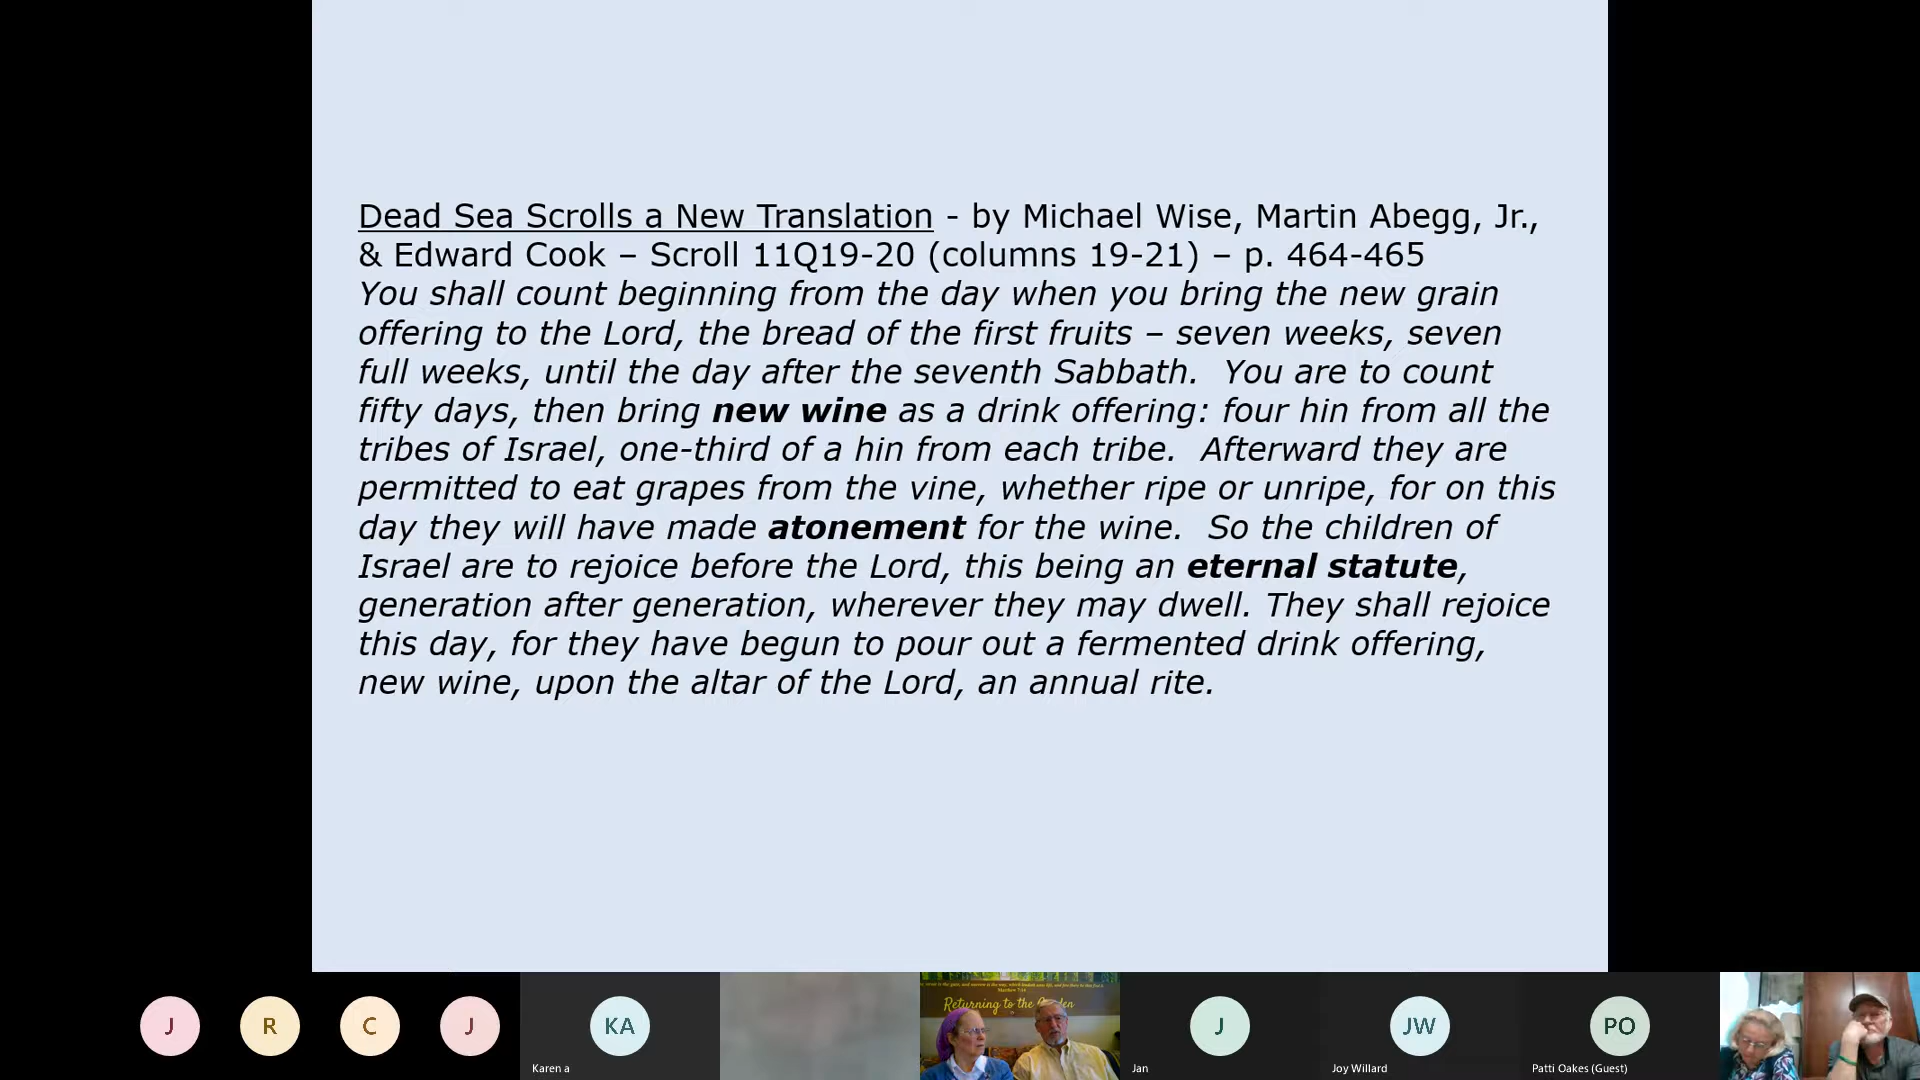 Dead Sea Scrolls a New Translation - by Michael Wise, Martin Abegg, Jr.,
& Edward Cook – Scroll 11Q19-20 (columns 19-21) – p. 464-465
You shall count beginning from the day when you bring the new grain
offering to the Lord, the bread of the first fruits – seven weeks, seven
full weeks, until the day after the seventh Sabbath.  You are to count
fifty days, then bring new wine as a drink offering: four hin from all the
tribes of Israel, one-third of a hin from each tribe.  Afterward they are
permitted to eat grapes from the vine, whether ripe or unripe, for on this
day they will have made atonement for the wine.  So the children of
Israel are to rejoice before the Lord, this being an eternal statute,
generation after generation, wherever they may dwell. They shall rejoice
this day, for they have begun to pour out a fermented drink offering,
new wine, upon the altar of the Lord, an annual rite.
Matthew 7:14
Returning to the
J R C J KA J JW PO
Karen a Jan Joy Willard Patti Oakes (Guest)